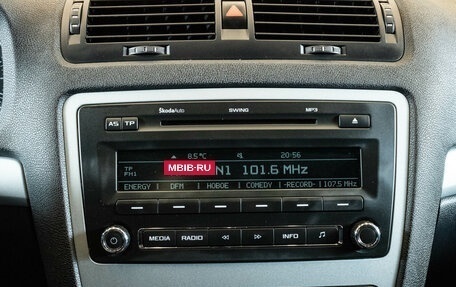 ŠkodaAuto SWING MP3
AS TP
8.5°C 20:56
TP
FM1
MBIB-RU
N1 101.6 MHz
ENERGY DFM НОВОЕ COMEDY -RECORD- 107.5 MHz
MEDIA RADIO INFO